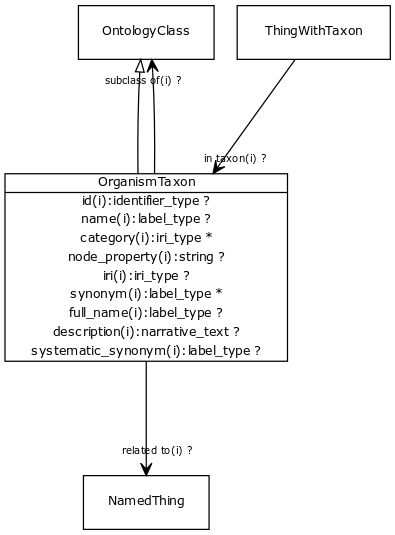 OntologyClass
ThingWithTaxon
subclass of(i) ?
in taxon(i) ?
OrganismTaxon
id(i):identifier_type ?
name(i):label_type ?
category(i):iri_type *
node_property(i):string ?
iri(i):iri_type ?
synonym(i):label_type *
full_name(i):label_type ?
description(i):narrative_text ?
systematic_synonym(i):label_type ?
related to(i) ?
NamedThing